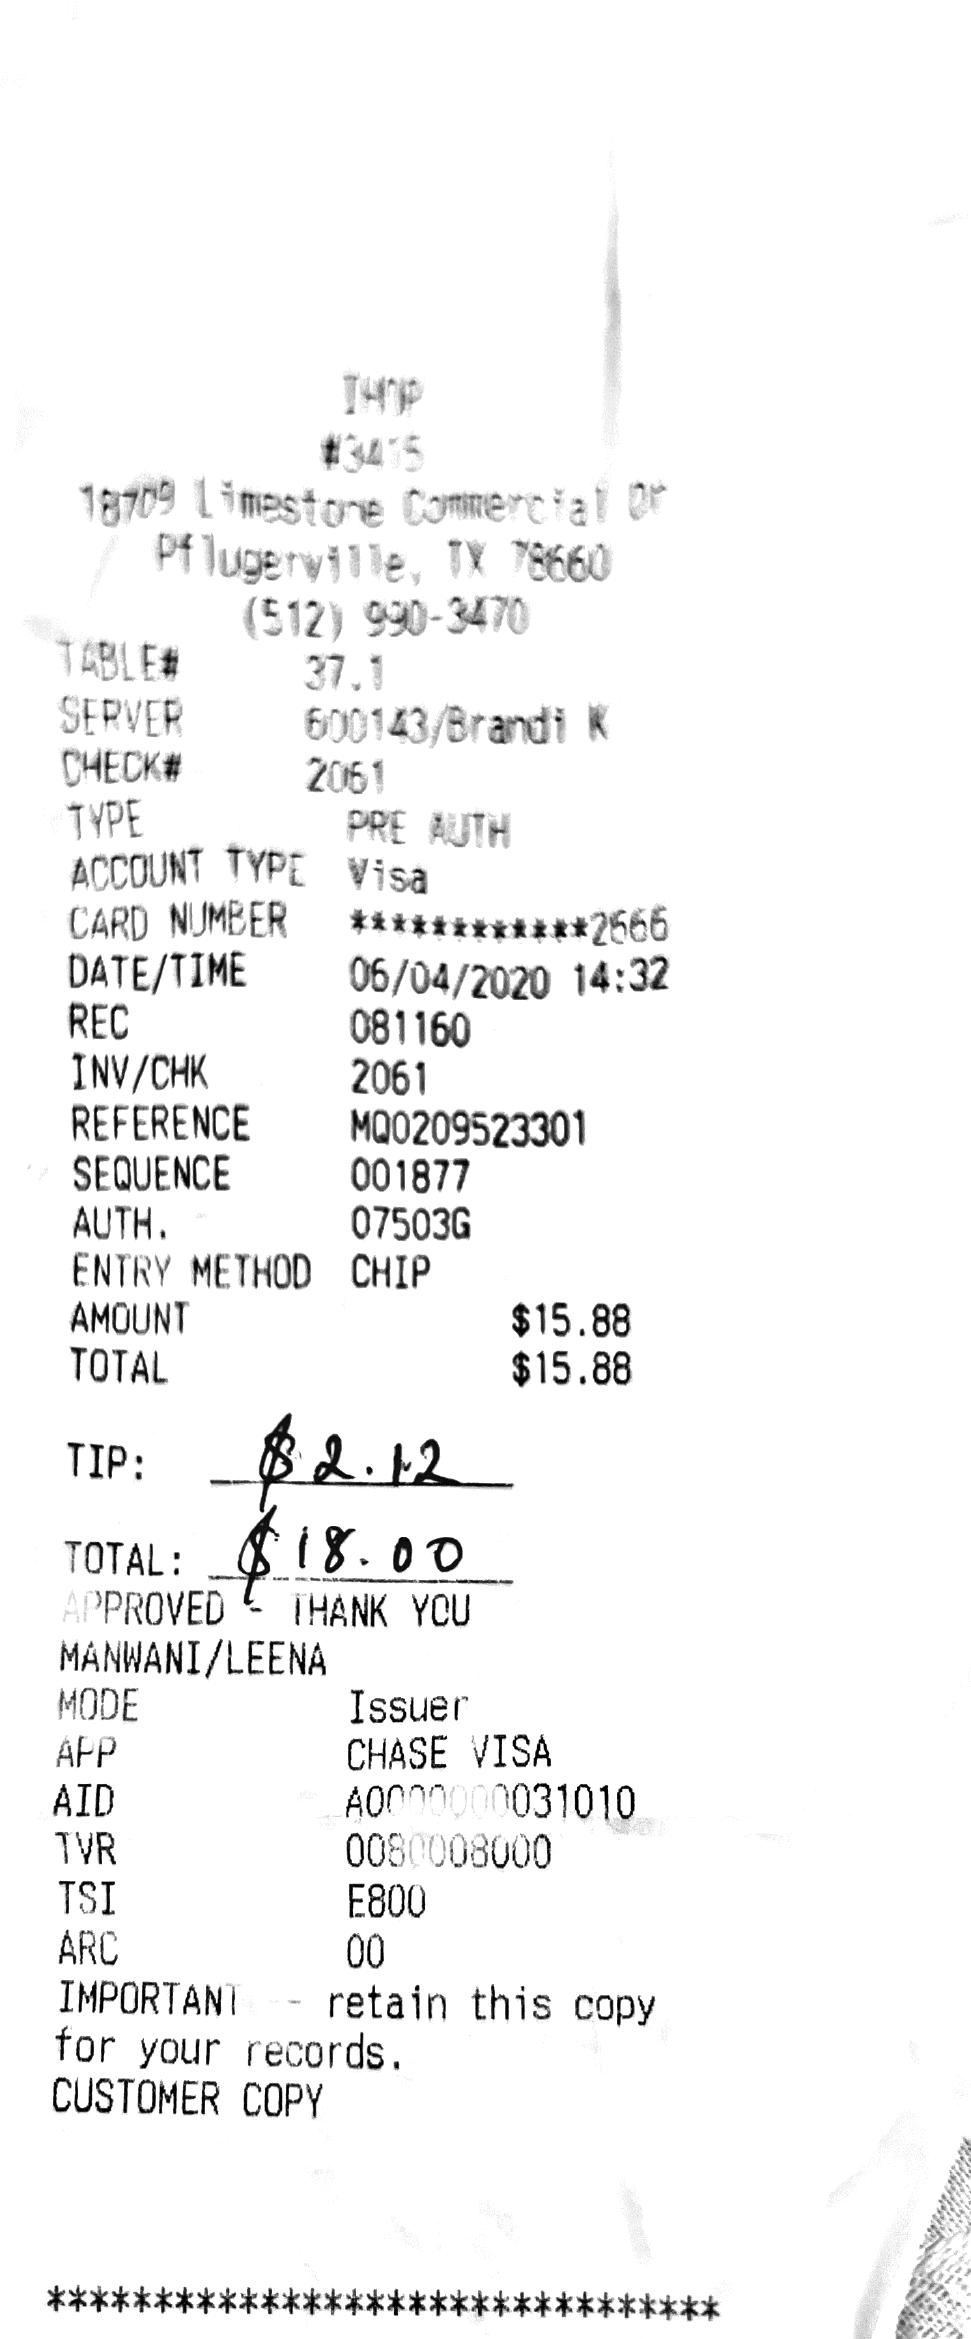 IHOP
#3415
18709 Limestone Commercial Dr
Pflugerville, TX 78660
(512) 990-3470
TABLE# 37.1
SERVER 600143/Brandi K
CHECK# 2061
TYPE PRE AUTH
ACCOUNT TYPE Visa
CARD NUMBER ************2666
DATE/TIME 06/04/2020 14:32
REC 081160
INV/CHK 2061
REFERENCE MQ0209523301
SEQUENCE 001877
AUTH. 07503G
ENTRY METHOD CHIP
AMOUNT $15.88
TOTAL $15.88
TIP: $2.12
TOTAL: $18.00
APPROVED - THANK YOU
MANWANI/LEENA
MODE Issuer
APP CHASE VISA
AID A0000000031010
TVR 0080008000
TSI E800
ARC 00
IMPORTANT - retain this copy
for your records.
CUSTOMER COPY
********************************